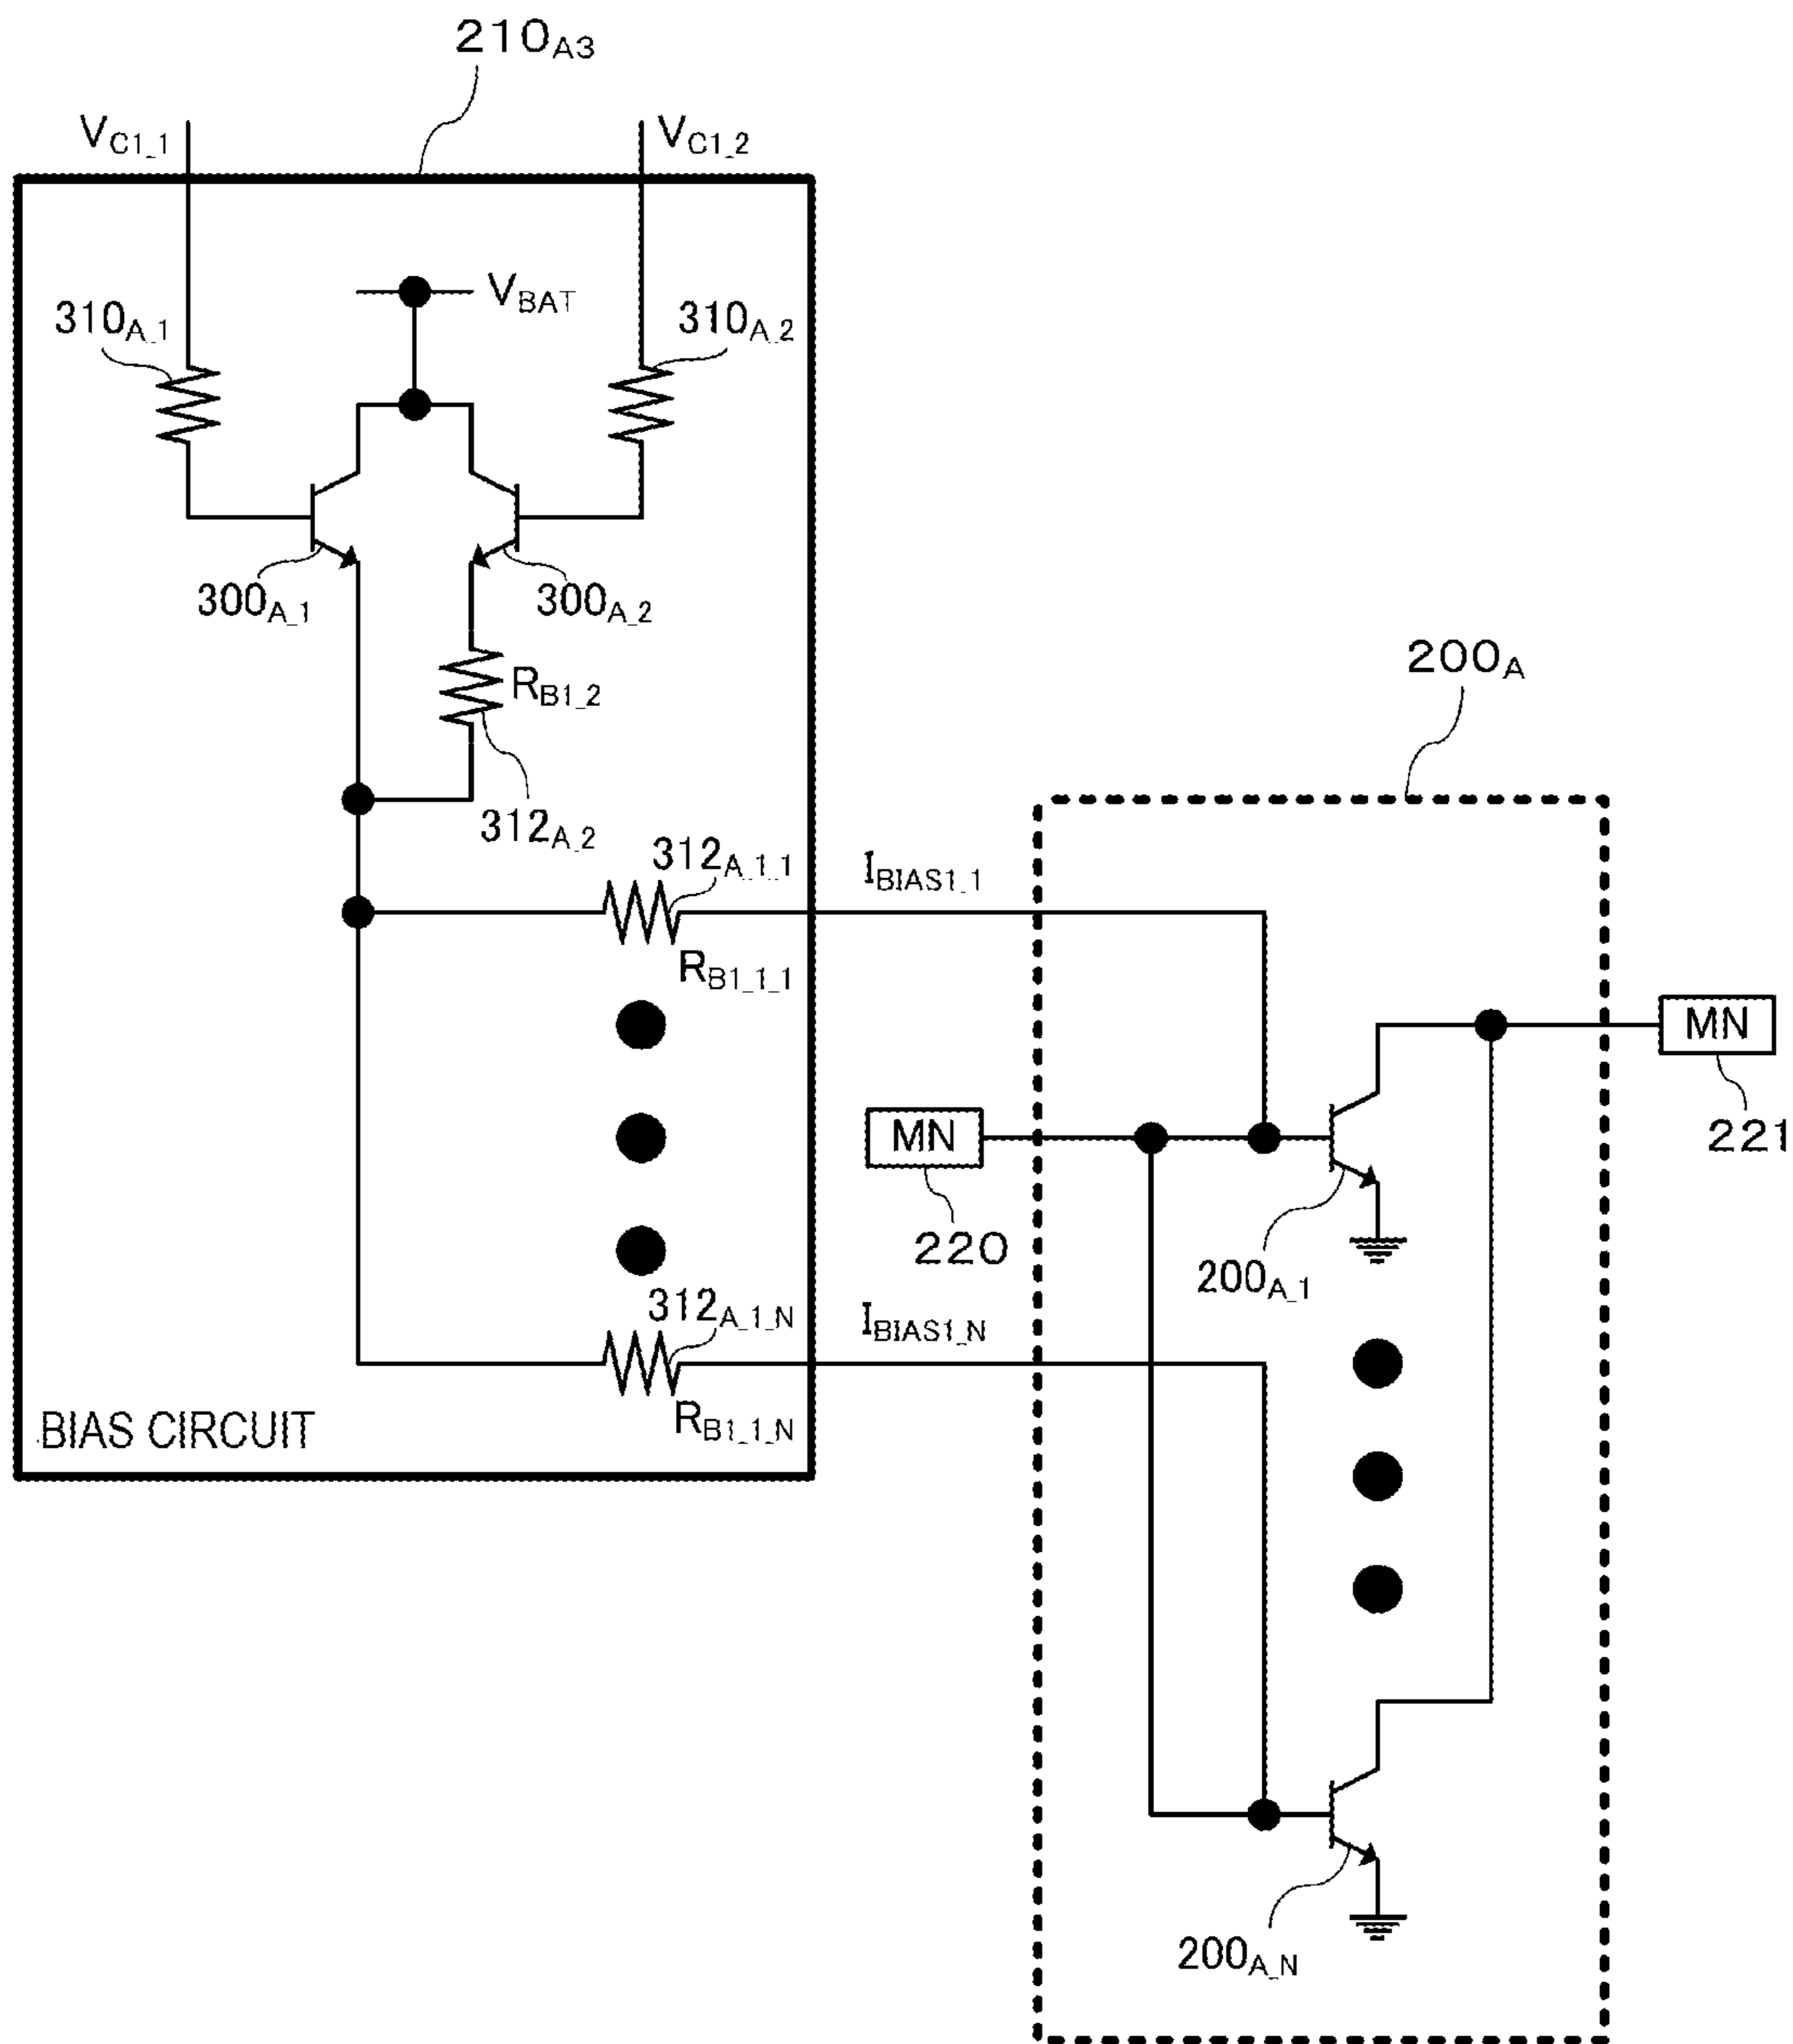 210A3
VC1_1
VC1_2
VBAT
310A_1
310A_2
300A_1
300A_2
RB1_2
312A_2
200A
312A_1_1
IBIAS1_1
RB1_1_1
MN
221
MN
220
200A_1
312A_1_N
IBIAS1_N
RB1_1_N
BIAS CIRCUIT
200A_N